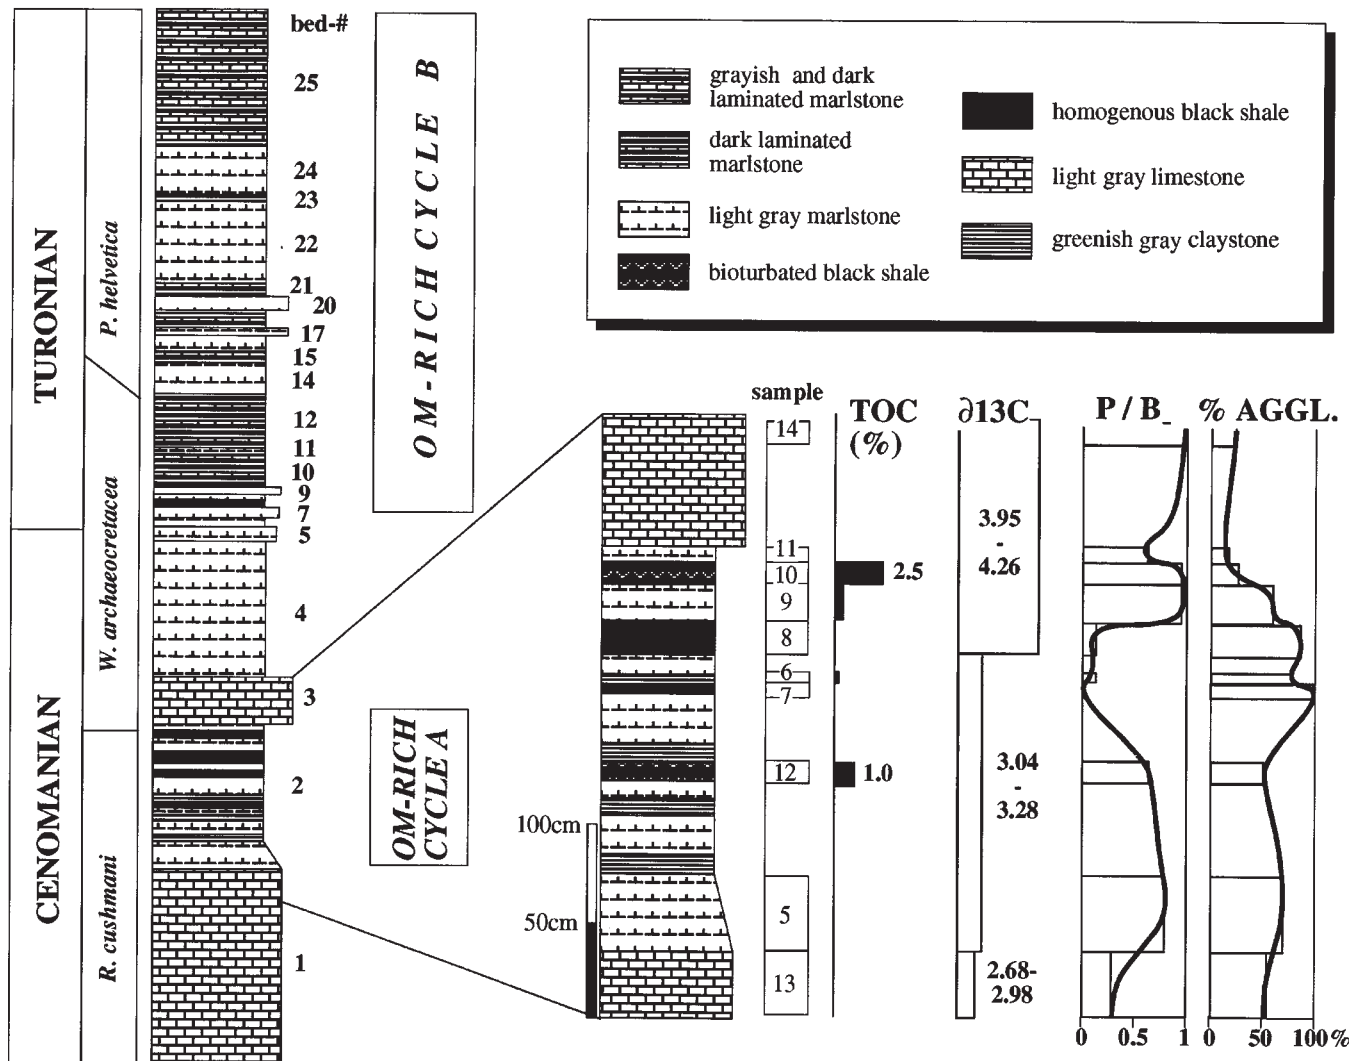 bed-#
25
24
23
22
21
20
17
15
14
12
11
10
9
7
5
4
3
2
1
TURONIAN
CENOMANIAN
P. helvetica
W. archaeocretacea
R. cushmani
OM-RICH CYCLE B
OM-RICH
CYCLE A
grayish and dark
laminated marlstone
dark laminated
marlstone
light gray marlstone
bioturbated black shale
homogenous black shale
light gray limestone
greenish gray claystone
sample
14
11
10
9
8
6
7
12
5
13
100cm
50cm
TOC
(%)
2.5
1.0
∂13C
3.95
-
4.26
3.04
-
3.28
2.68-
2.98
P / B
0 0.5 1
% AGGL.
0 50 100%